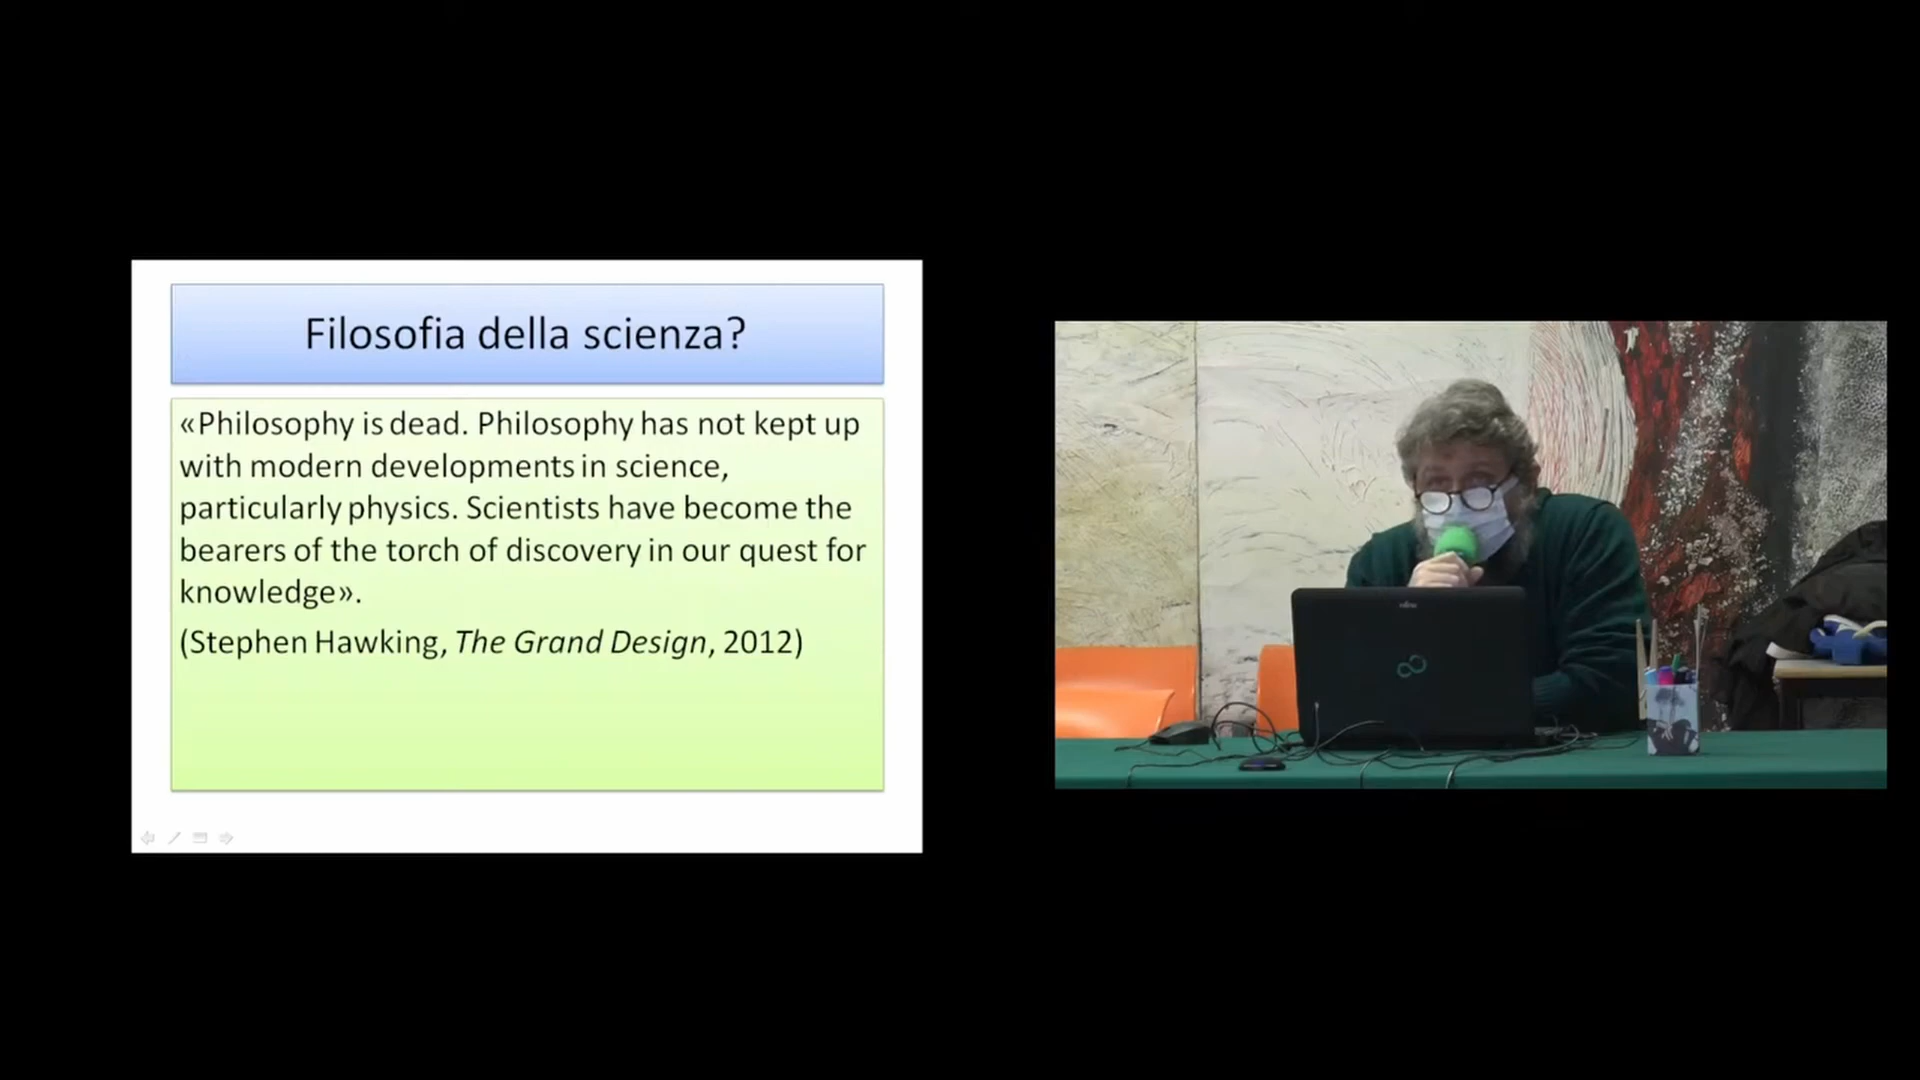 Filosofia della scienza?
«Philosophy is dead. Philosophy has not kept up
with modern developments in science,
particularly physics. Scientists have become the
bearers of the torch of discovery in our quest for
knowledge».
(Stephen Hawking, The Grand Design, 2012)